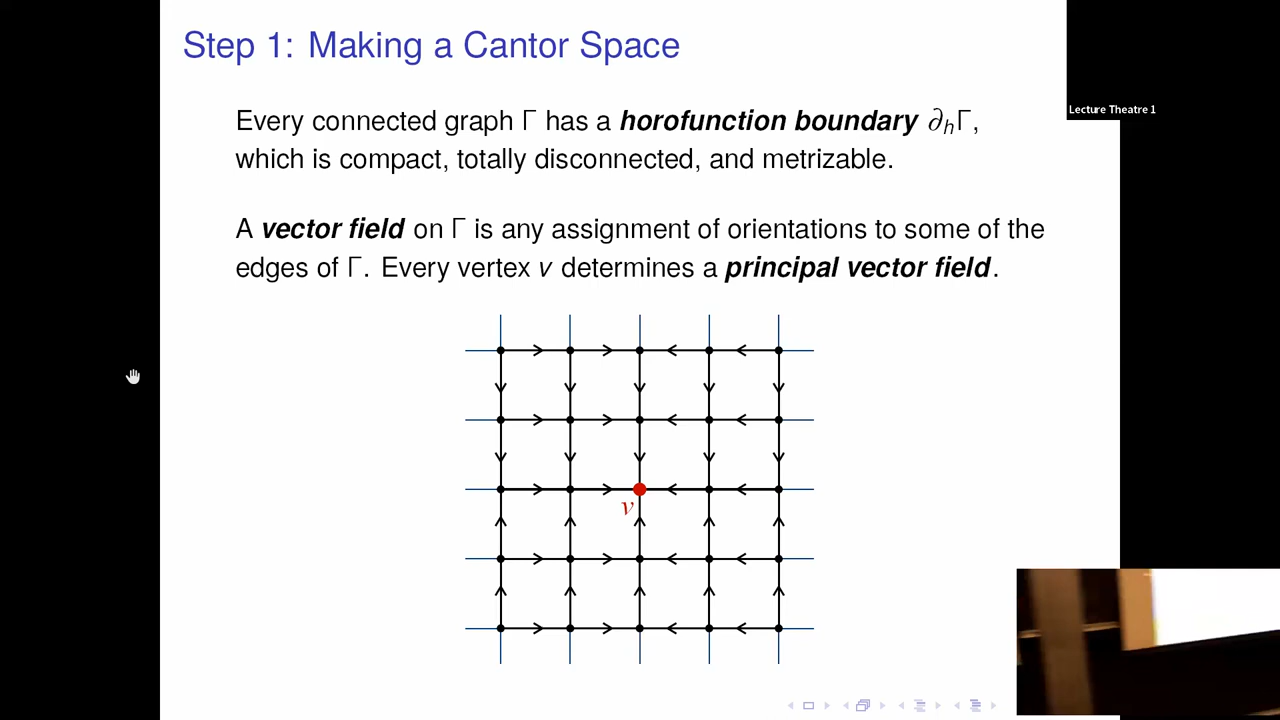 Step 1: Making a Cantor Space
Lecture Theatre 1
Every connected graph Γ has a horofunction boundary ∂ₕΓ,
which is compact, totally disconnected, and metrizable.
A vector field on Γ is any assignment of orientations to some of the
edges of Γ. Every vertex v determines a principal vector field.
v